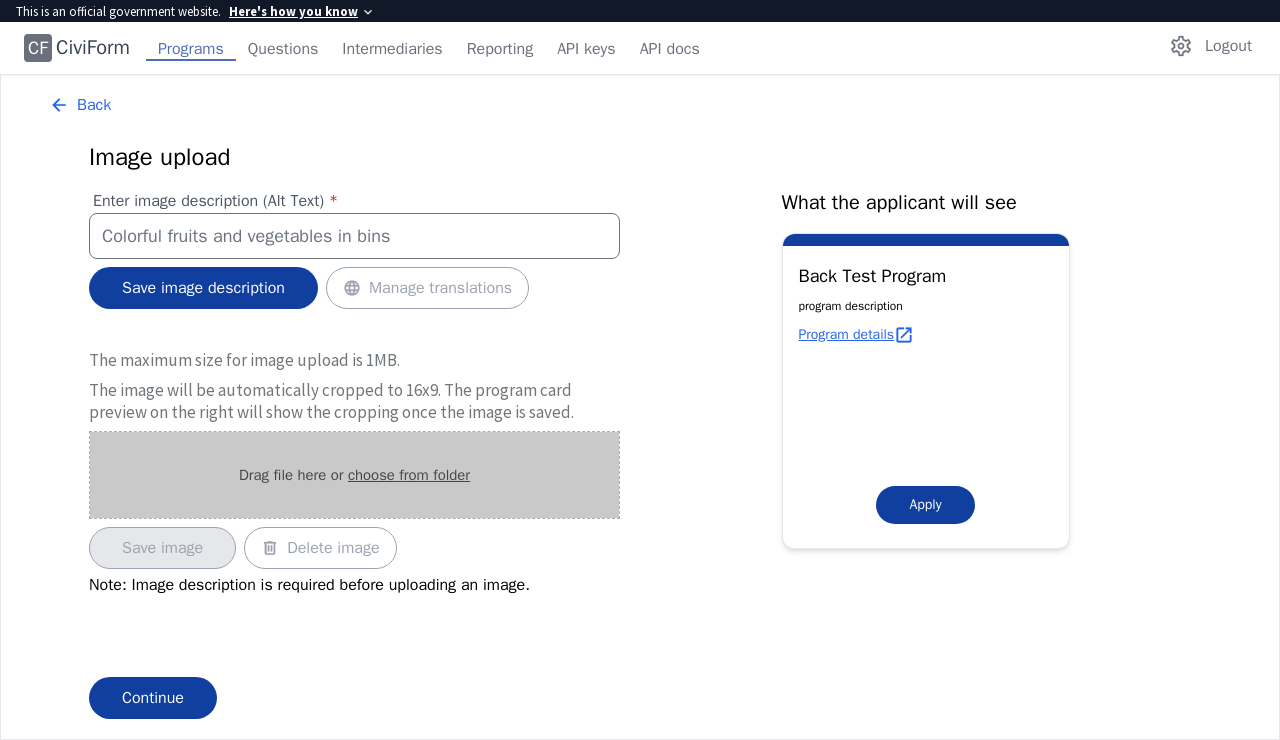 This is an official government website. Here's how you know
CF CiviForm Programs Questions Intermediaries Reporting API keys API docs Logout
Back
Image upload
Enter image description (Alt Text) *
Colorful fruits and vegetables in bins
Save image description Manage translations
The maximum size for image upload is 1MB.
The image will be automatically cropped to 16x9. The program card
preview on the right will show the cropping once the image is saved.
Drag file here or choose from folder
Save image Delete image
Note: Image description is required before uploading an image.
Continue
What the applicant will see
Back Test Program
program description
Program details
Apply